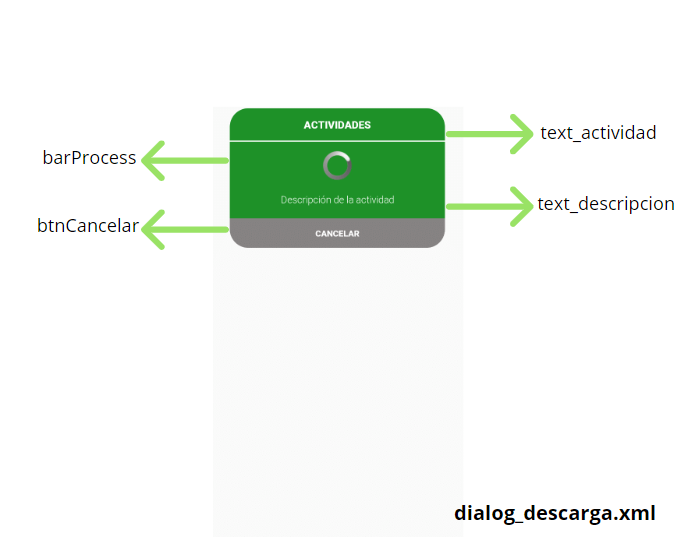 ACTIVIDADES
text_actividad
barProcess
Descripción de la actividad
text_descripcion
btnCancelar
CANCELAR
dialog_descarga.xml